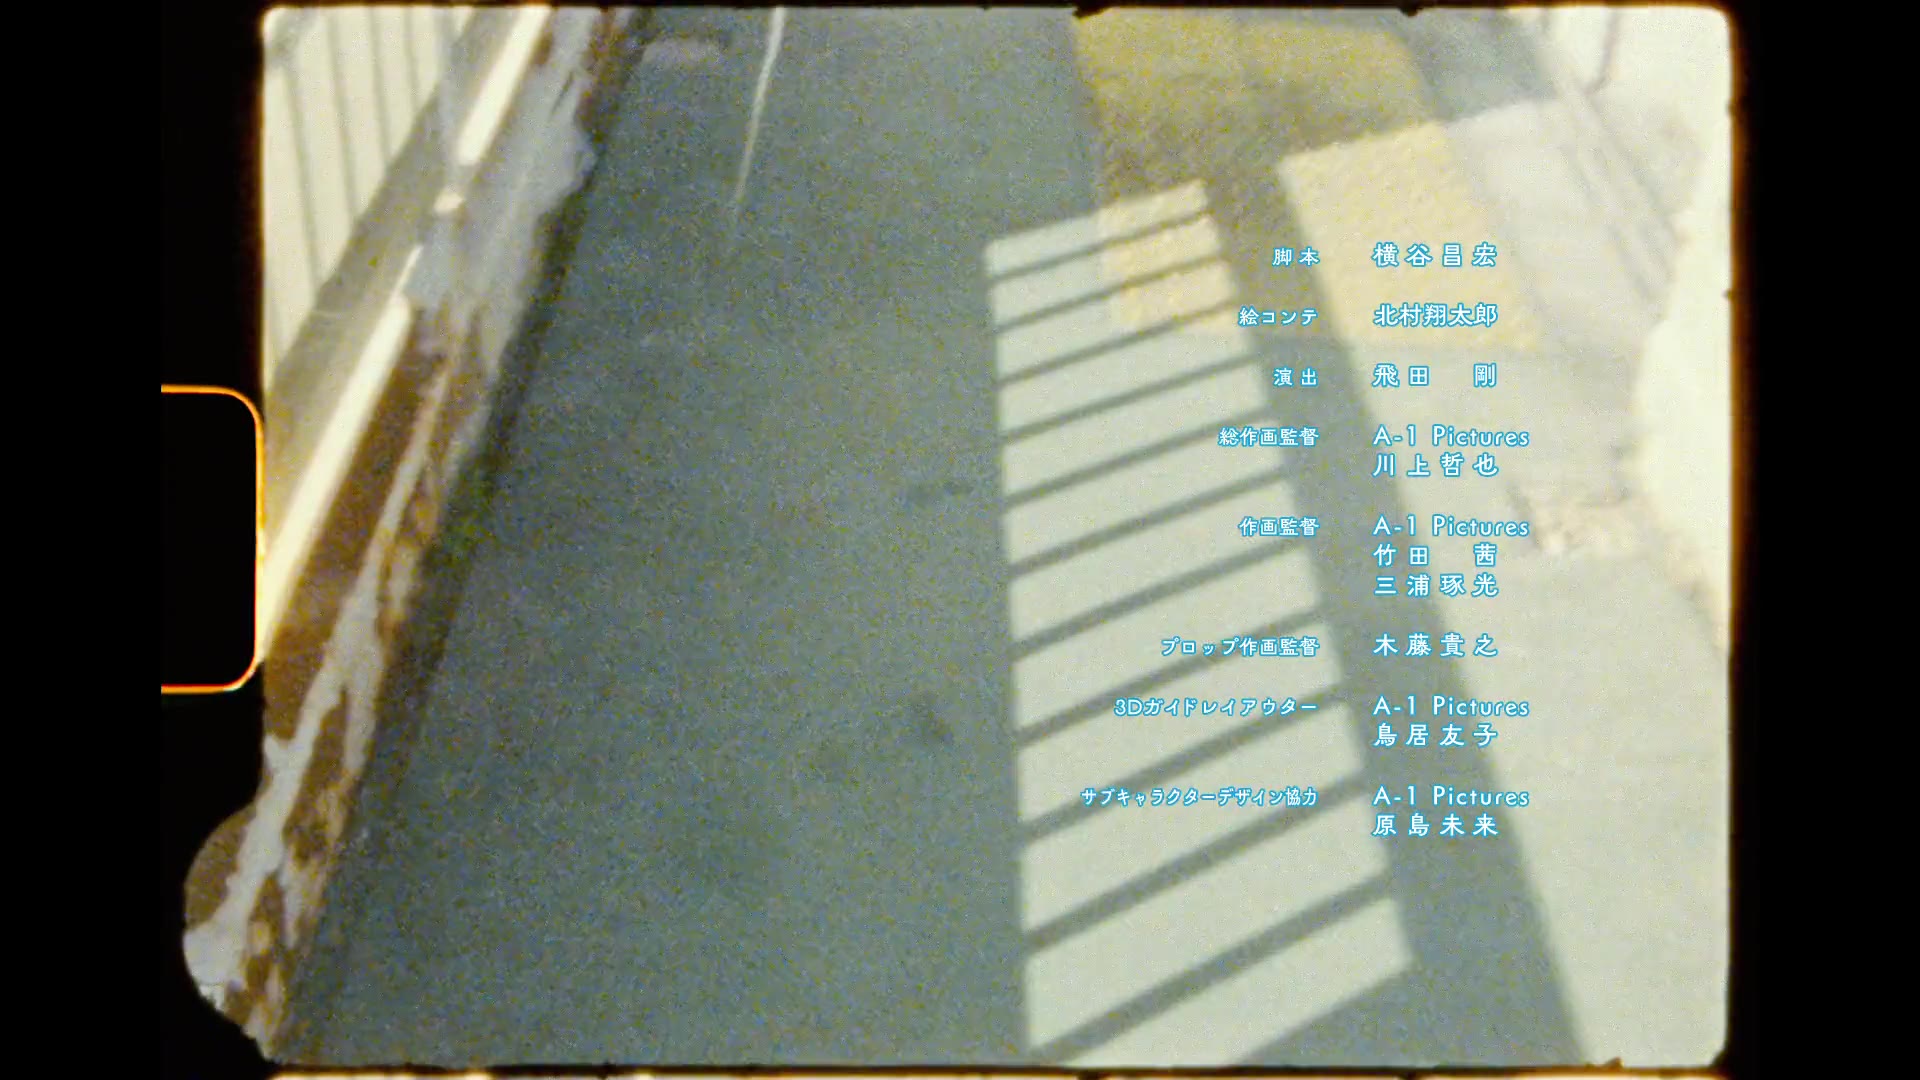 脚本 横谷昌宏
絵コンテ 北村翔太郎
演出 飛田 剛
総作画監督 A-1 Pictures
川上哲也
作画監督 A-1 Pictures
竹田 茜
三浦琢光
プロップ作画監督 木藤貴之
3Dガイドレイアウター A-1 Pictures
鳥居友子
サブキャラクターデザイン協力 A-1 Pictures
原島未来